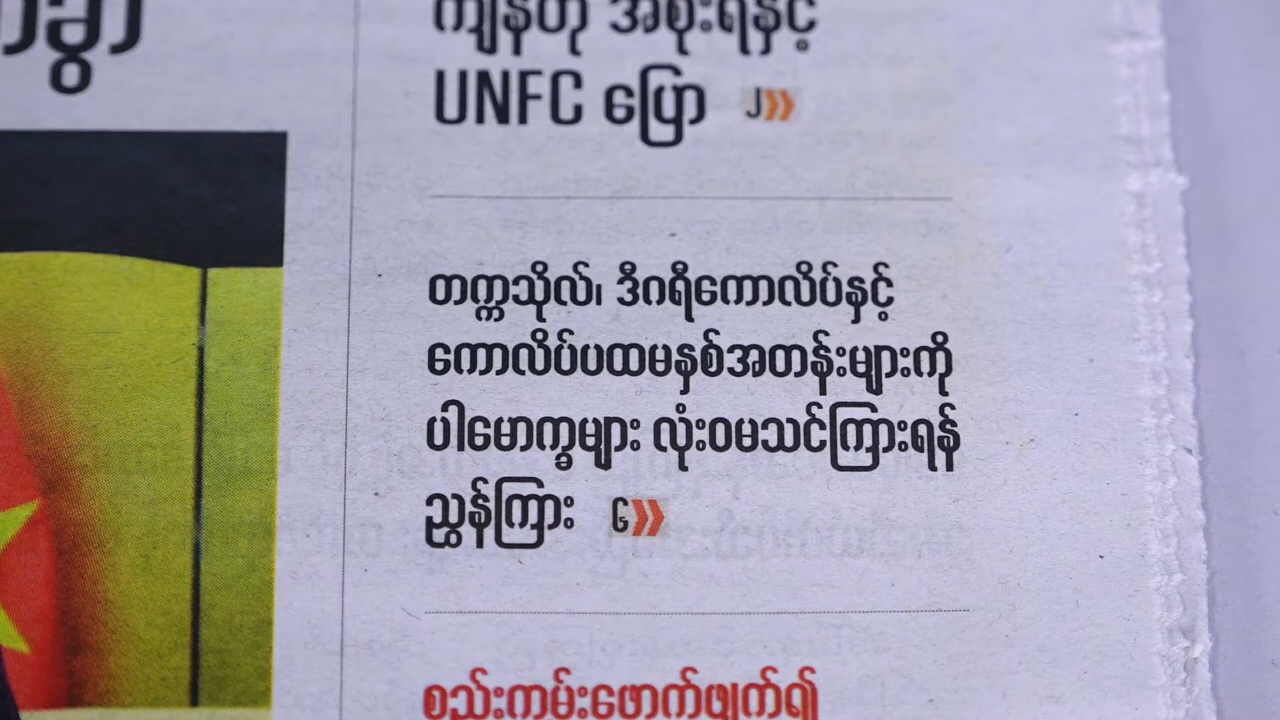 ကျန်ဟု အစိုးရနှင့်
UNFC ပြော ၂»
တက္ကသိုလ်၊ ဒီဂရီကောလိပ်နှင့်
ကောလိပ်ပထမနှစ်အတန်းများကို
ပါမောက္ခများ လုံးဝမသင်ကြားရန်
ညွှန်ကြား ၆»
စည်းကမ်းဖောက်ဖျက်၍